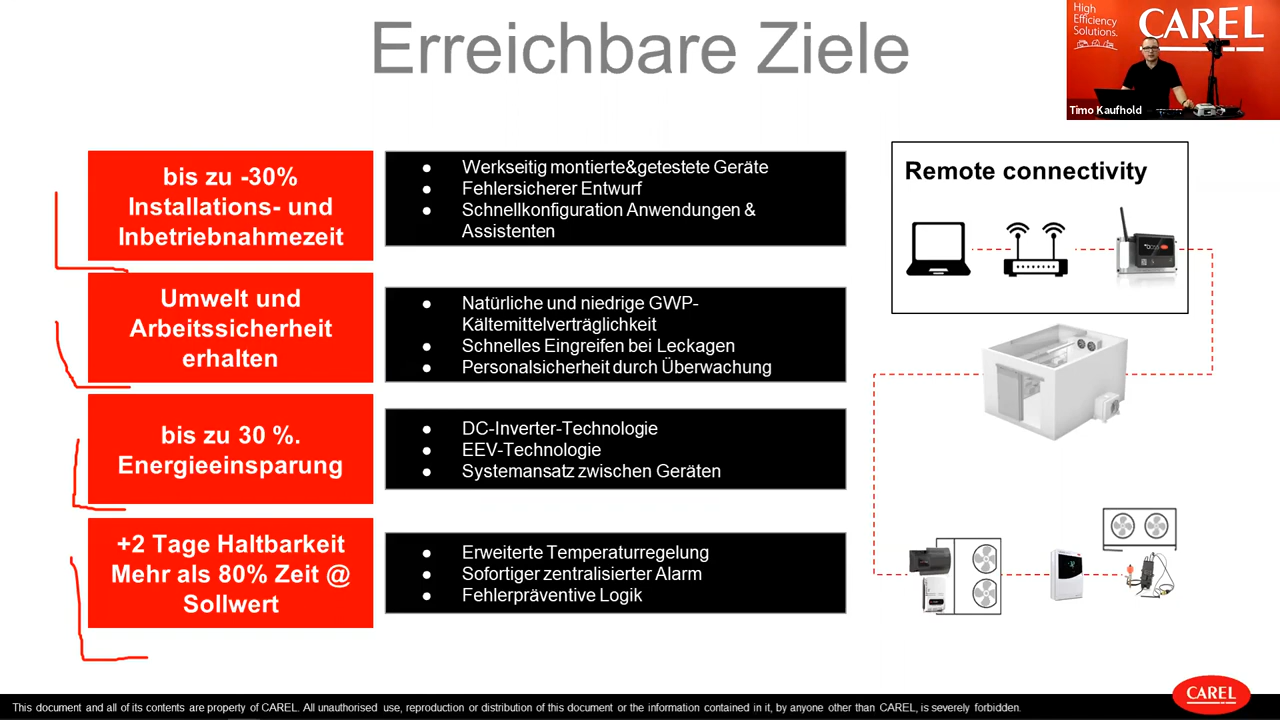 Erreichbare Ziele
High
Efficiency
Solutions.
CAREL
Timo Kaufhold
bis zu -30%
Installations- und
Inbetriebnahmezeit
● Werkseitig montierte&getestete Geräte
● Fehlersicherer Entwurf
● Schnellkonfiguration Anwendungen &
Assistenten
Umwelt und
Arbeitssicherheit
erhalten
● Natürliche und niedrige GWP-
Kältemittelverträglichkeit
● Schnelles Eingreifen bei Leckagen
● Personalsicherheit durch Überwachung
bis zu 30 %.
Energieeinsparung
● DC-Inverter-Technologie
● EEV-Technologie
● Systemansatz zwischen Geräten
+2 Tage Haltbarkeit
Mehr als 80% Zeit @
Sollwert
● Erweiterte Temperaturregelung
● Sofortiger zentralisierter Alarm
● Fehlerpräventive Logik
Remote connectivity
CAREL
This document and all of its contents are property of CAREL. All unauthorised use, reproduction or distribution of this document or the information contained in it, by anyone other than CAREL, is severely forbidden.